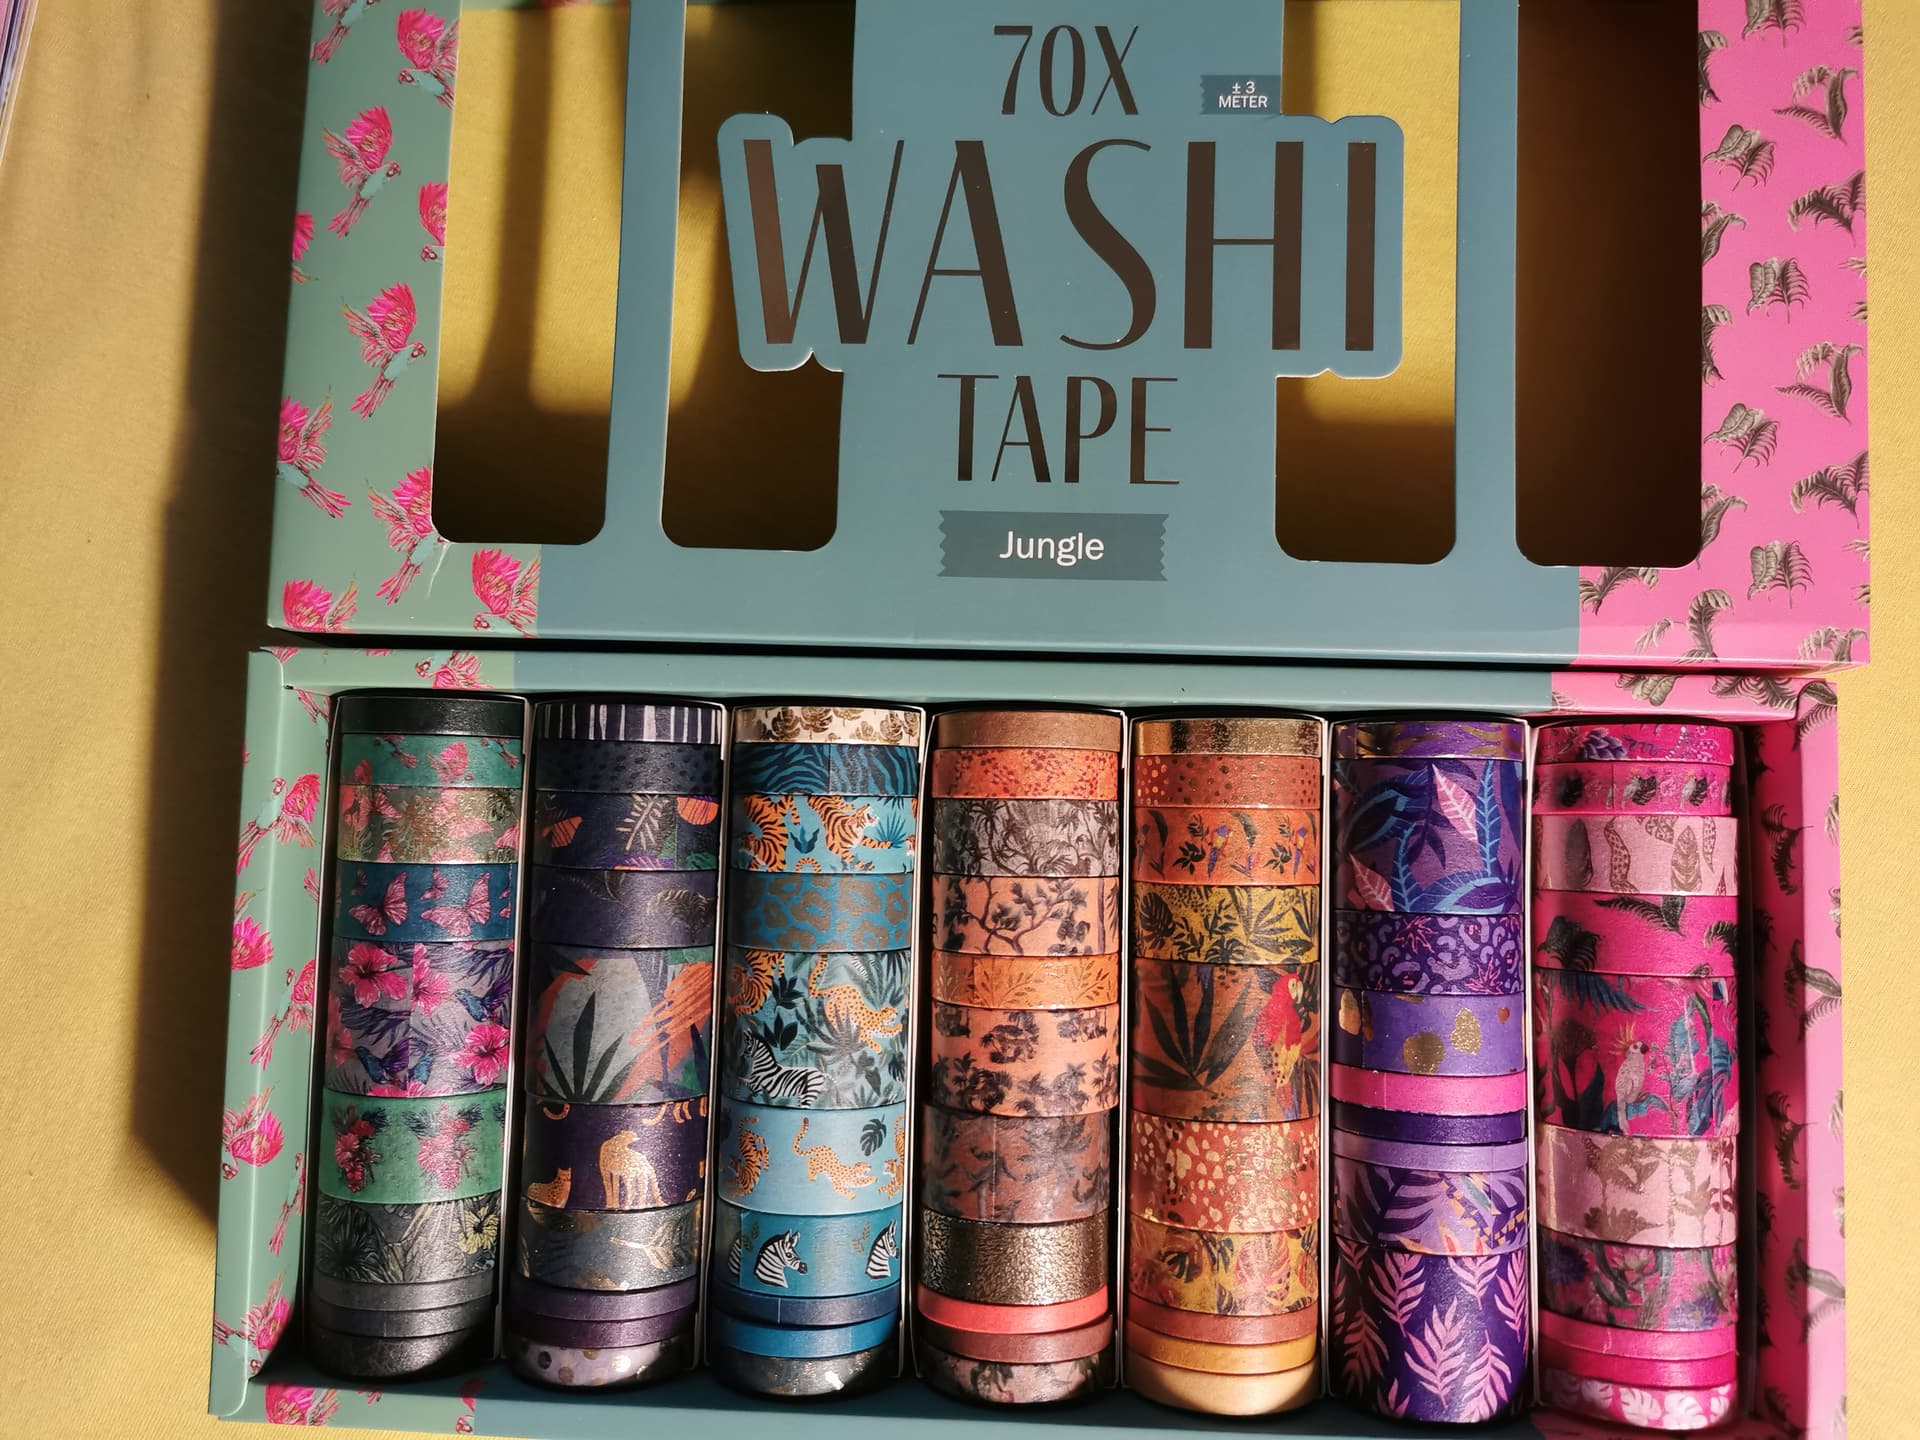 70X
± 3
METER
WASHI
TAPE
Jungle